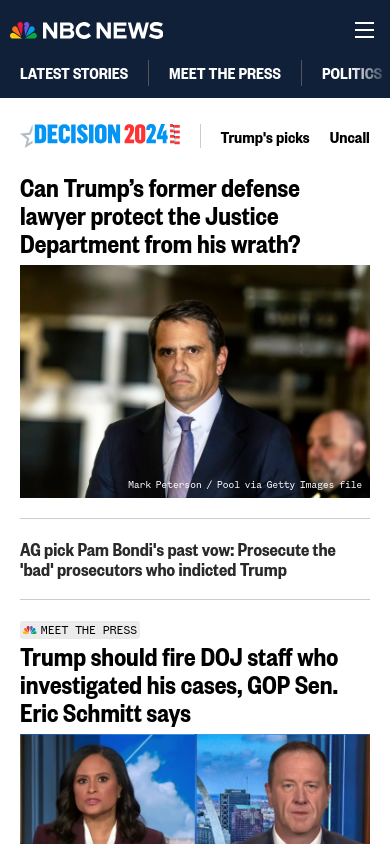 NBC NEWS
LATEST STORIES
MEET THE PRESS
POLITICS
DECISION 2024
Trump's picks
Uncall
Can Trump’s former defense
lawyer protect the Justice
Department from his wrath?
Mark Peterson / Pool via Getty Images file
AG pick Pam Bondi's past vow: Prosecute the
'bad' prosecutors who indicted Trump
MEET THE PRESS
Trump should fire DOJ staff who
investigated his cases, GOP Sen.
Eric Schmitt says